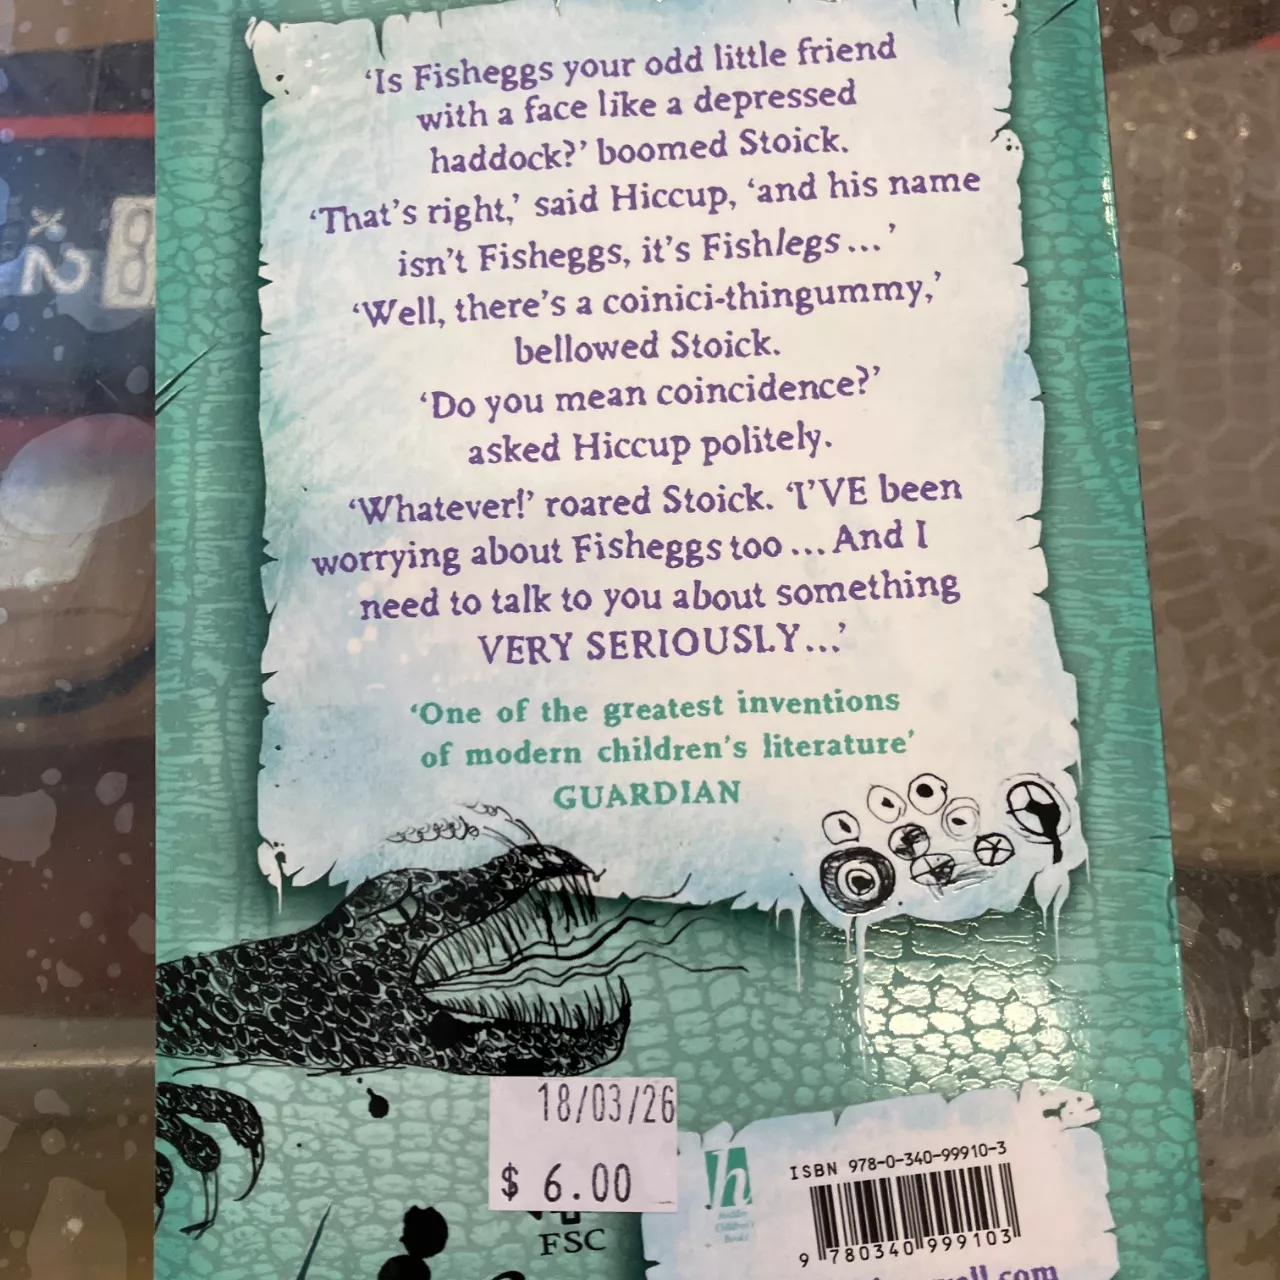 ‘Is Fisheggs your odd little friend
with a face like a depressed
haddock?’ boomed Stoick.
‘That's right,’ said Hiccup, ‘and his name
isn't Fisheggs, it's Fishlegs...’
‘Well, there's a coinici-thingummy,’
bellowed Stoick.
‘Do you mean coincidence?’
asked Hiccup politely.
‘Whatever!’ roared Stoick. ‘I'VE been
worrying about Fisheggs too... And I
need to talk to you about something
VERY SERIOUSLY...’
‘One of the greatest inventions
of modern children's literature’
GUARDIAN
18/03/26
$ 6.00
FSC
h
Hodder
Children's
Books
ISBN 978-0-340-99910-3
9 780340 999103